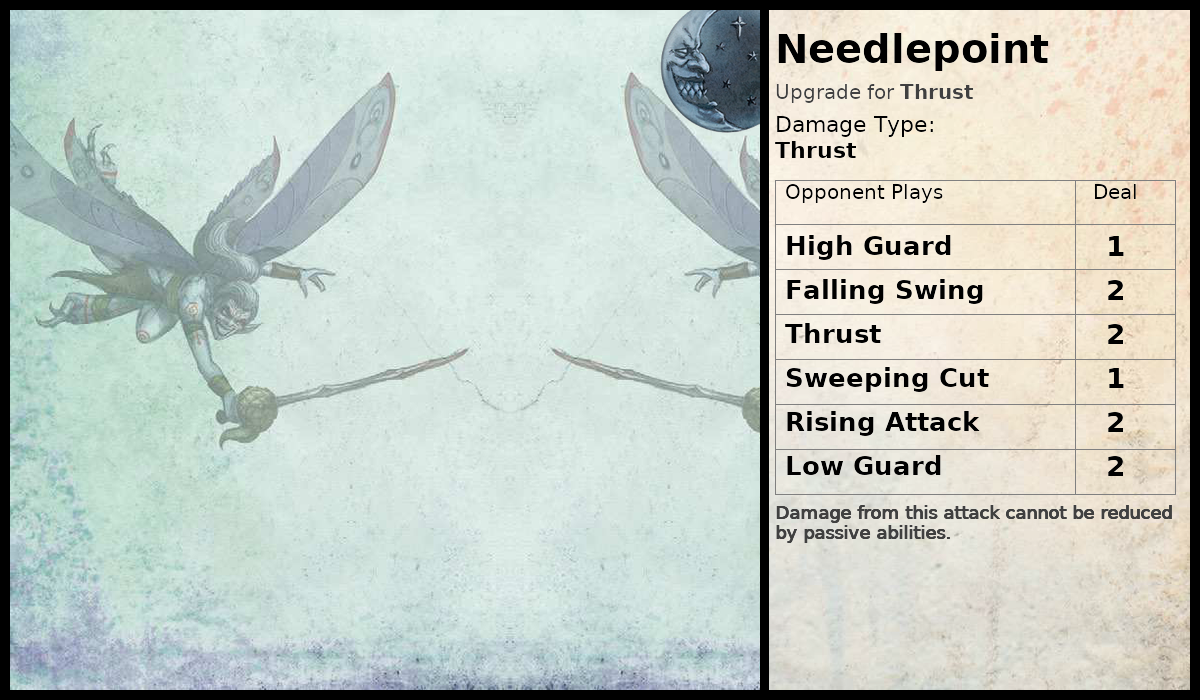 Needlepoint
Upgrade for Thrust
Damage Type:
Thrust
Opponent Plays Deal
High Guard 1
Falling Swing 2
Thrust 2
Sweeping Cut 1
Rising Attack 2
Low Guard 2
Damage from this attack cannot be reduced
by passive abilities.